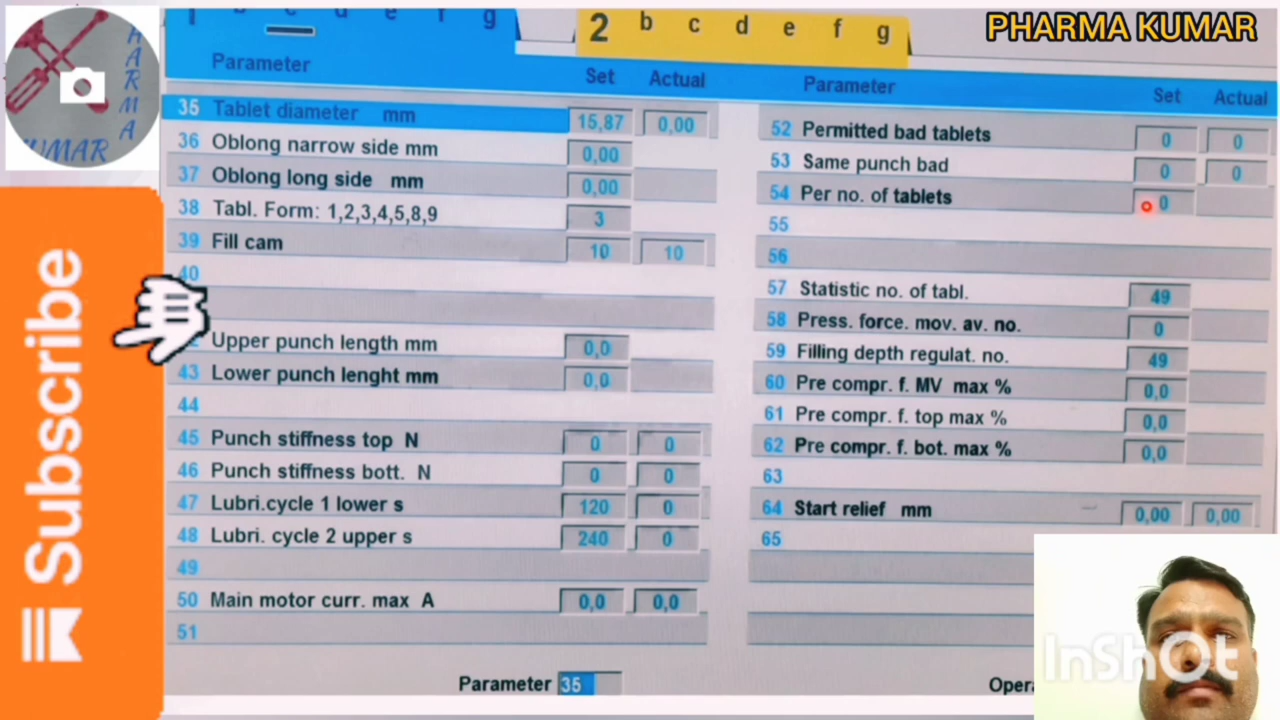 PHARMA KUMAR
b c d e f g
2 b c d e f g
Parameter Set Actual
35 Tablet diameter mm 15,87 0,00
36 Oblong narrow side mm 0,00
37 Oblong long side mm 0,00
38 Tabl. Form: 1,2,3,4,5,8,9 3
39 Fill cam 10 10
40
Upper punch length mm 0,0
43 Lower punch lenght mm 0,0
44
45 Punch stiffness top N 0 0
46 Punch stiffness bott. N 0 0
47 Lubri.cycle 1 lower s 120 0
48 Lubri. cycle 2 upper s 240 0
49
50 Main motor curr. max A 0,0 0,0
51
Parameter Set Actual
52 Permitted bad tablets 0 0
53 Same punch bad 0 0
54 Per no. of tablets 0
55
56
57 Statistic no. of tabl. 49
58 Press. force. mov. av. no. 0
59 Filling depth regulat. no. 49
60 Pre compr. f. MV max % 0,0
61 Pre compr. f. top max % 0,0
62 Pre compr. f. bot. max % 0,0
63
64 Start relief mm 0,00 0,00
65
Parameter 35
Opera
Subscribe
HARMA
KUMAR
InShOt